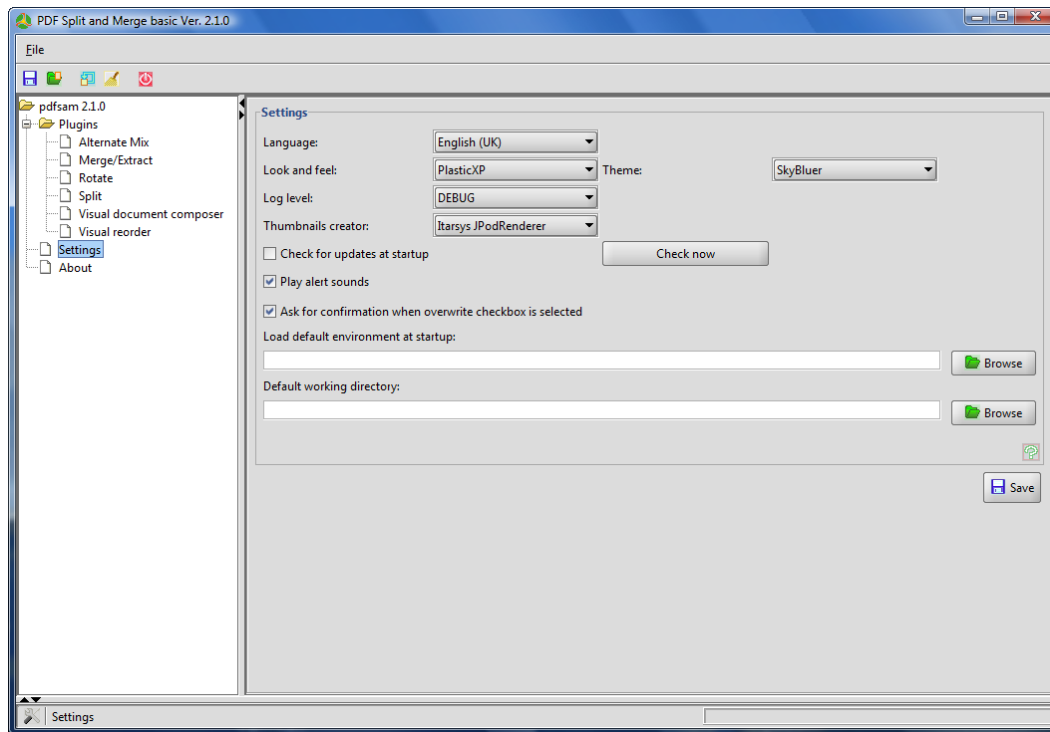 PDF Split and Merge basic Ver. 2.1.0
File
pdfsam 2.1.0
Plugins
Alternate Mix
Merge/Extract
Rotate
Split
Visual document composer
Visual reorder
Settings
About
Settings
Language: English (UK)
Look and feel: PlasticXP Theme: SkyBluer
Log level: DEBUG
Thumbnails creator: Itarsys JPodRenderer
Check for updates at startup Check now
Play alert sounds
Ask for confirmation when overwrite checkbox is selected
Load default environment at startup:
Browse
Default working directory:
Browse
Save
Settings